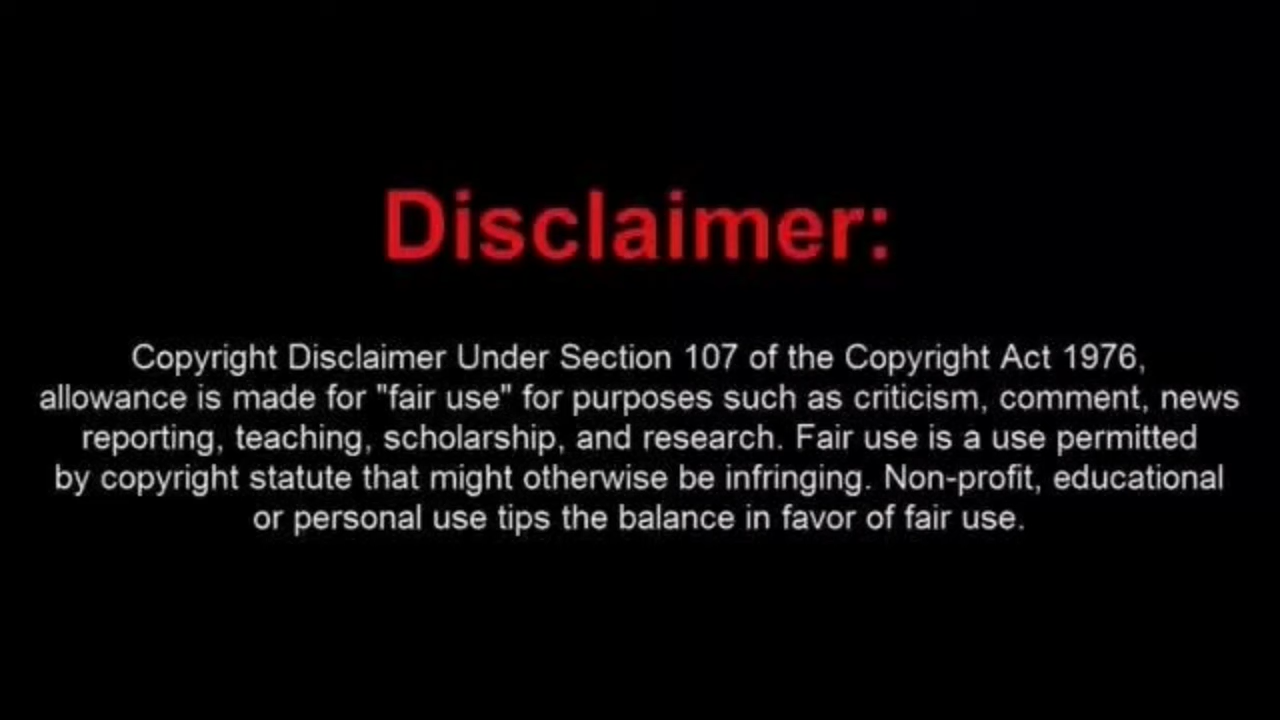 Disclaimer:
Copyright Disclaimer Under Section 107 of the Copyright Act 1976,
allowance is made for "fair use" for purposes such as criticism, comment, news
reporting, teaching, scholarship, and research. Fair use is a use permitted
by copyright statute that might otherwise be infringing. Non-profit, educational
or personal use tips the balance in favor of fair use.